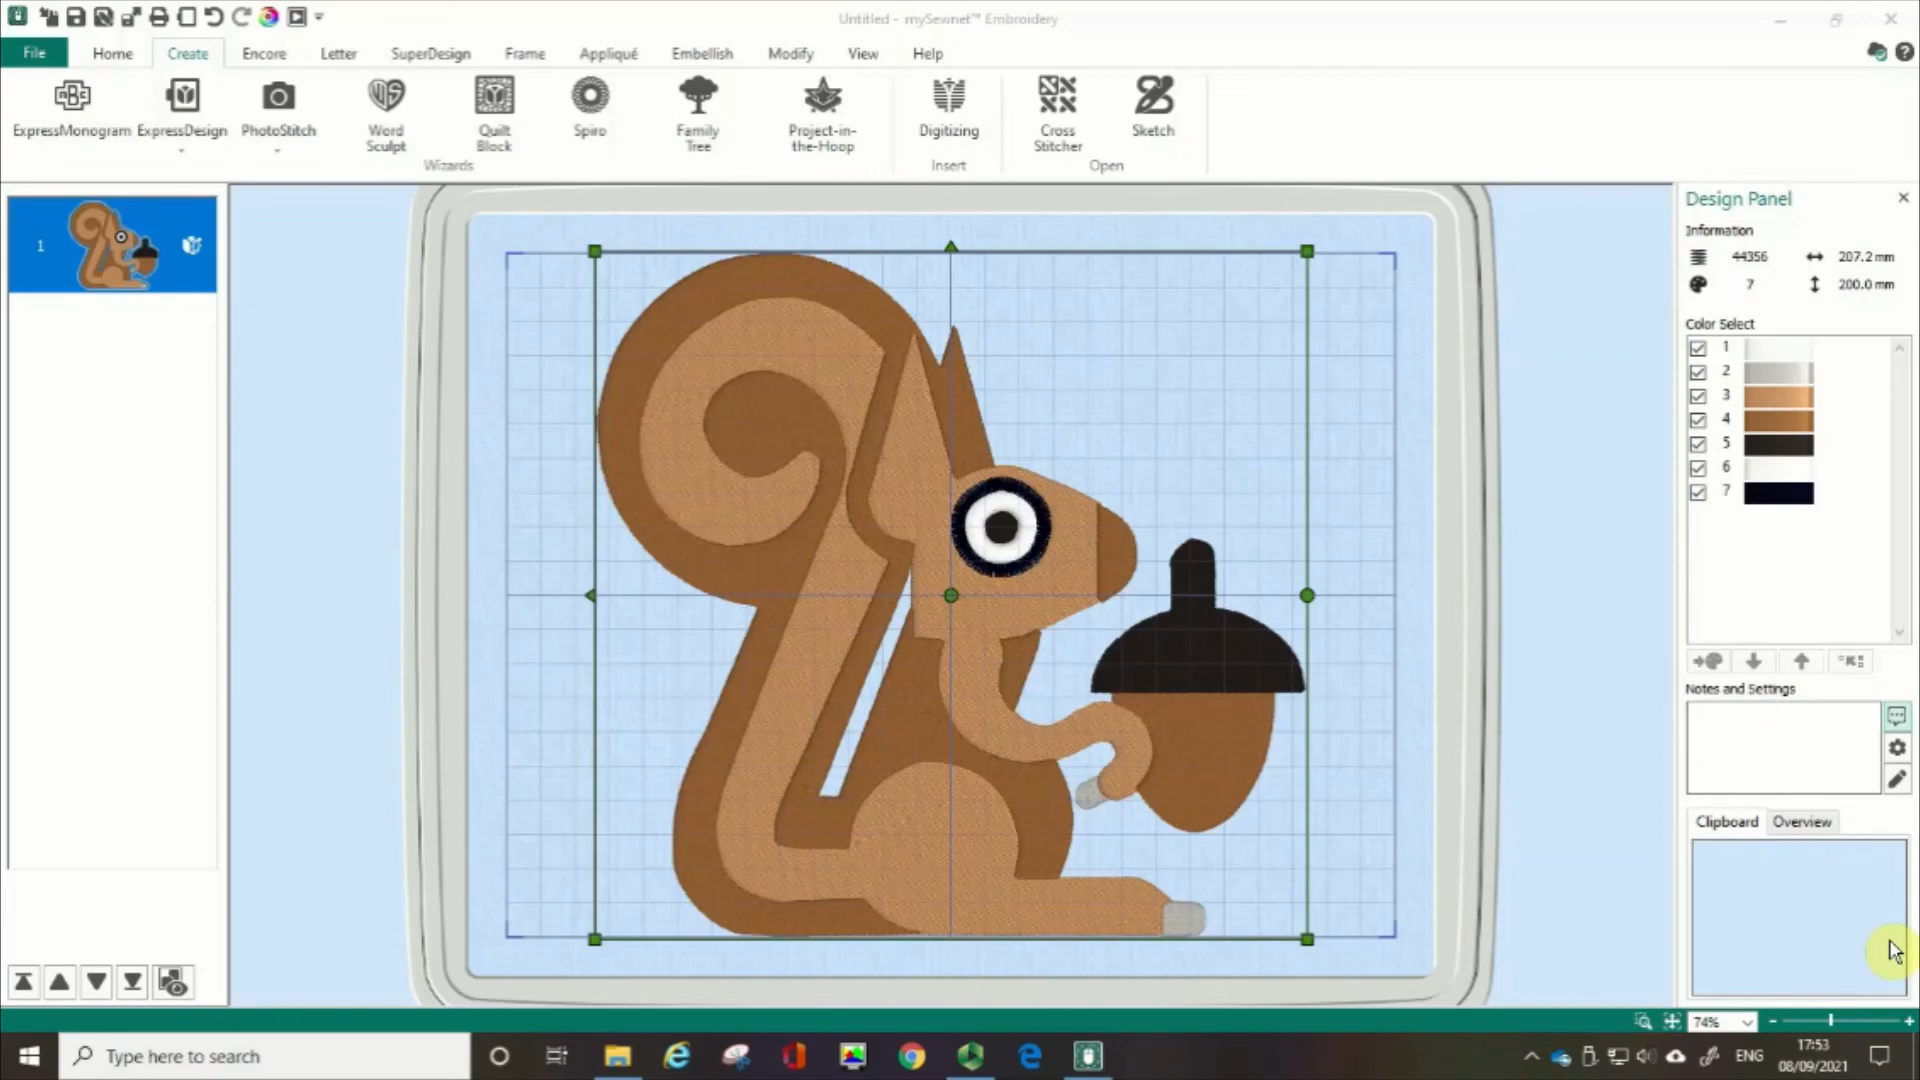 Untitled - mySewnet™ Embroidery
File Home Create Encore Letter SuperDesign Frame Appliqué Embellish Modify View Help
ExpressMonogram ExpressDesign PhotoStitch Word Sculpt Quilt Block Spiro Family Tree Project-in-the-Hoop Digitizing Cross Stitcher Sketch
Wizards Insert Open
Design Panel
Information
44356 207.2 mm
7 200.0 mm
Color Select
1
2
3
4
5
6
7
Notes and Settings
Clipboard Overview
1
74%
Type here to search
ENG
17:53
08/09/2021